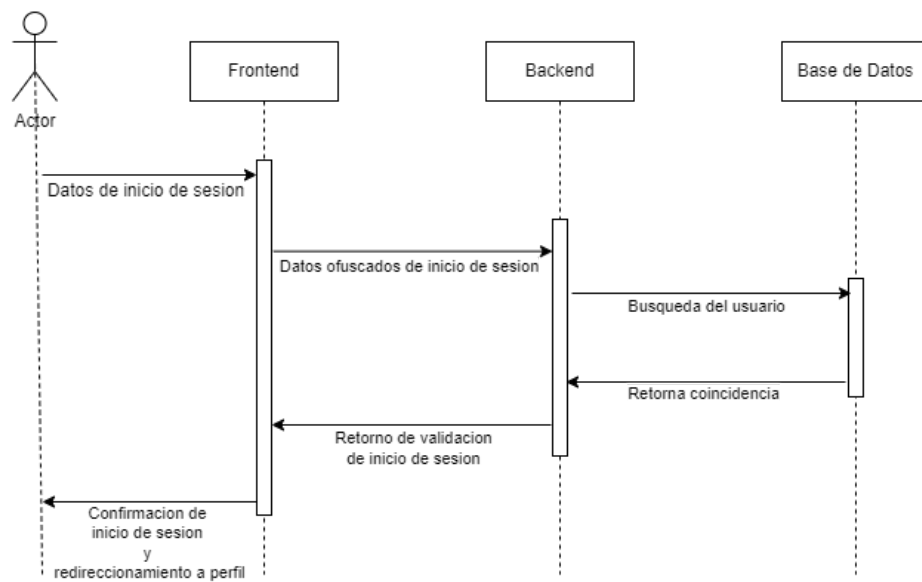 Frontend
Backend
Base de Datos
Actor
Datos de inicio de sesion
Datos ofuscados de inicio de sesion
Busqueda del usuario
Retorna coincidencia
Retorno de validacion
de inicio de sesion
Confirmacion de
inicio de sesion
y
redireccionamiento a perfil